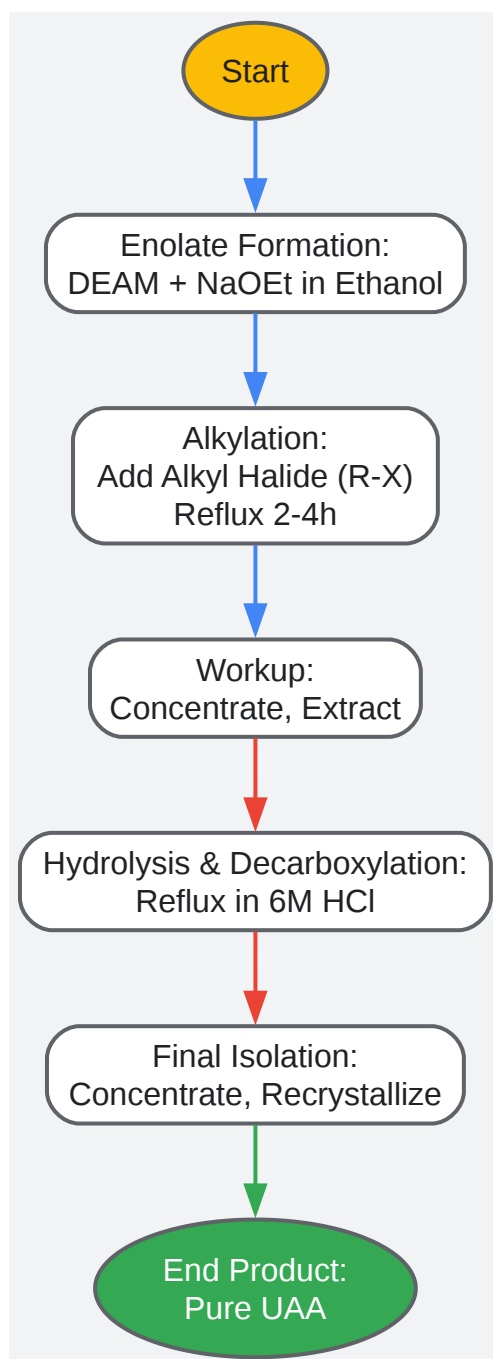 Start
Enolate Formation:
DEAM + NaOEt in Ethanol
Alkylation:
Add Alkyl Halide (R-X)
Reflux 2-4h
Workup:
Concentrate, Extract
Hydrolysis & Decarboxylation:
Reflux in 6M HCl
Final Isolation:
Concentrate, Recrystallize
End Product:
Pure UAA